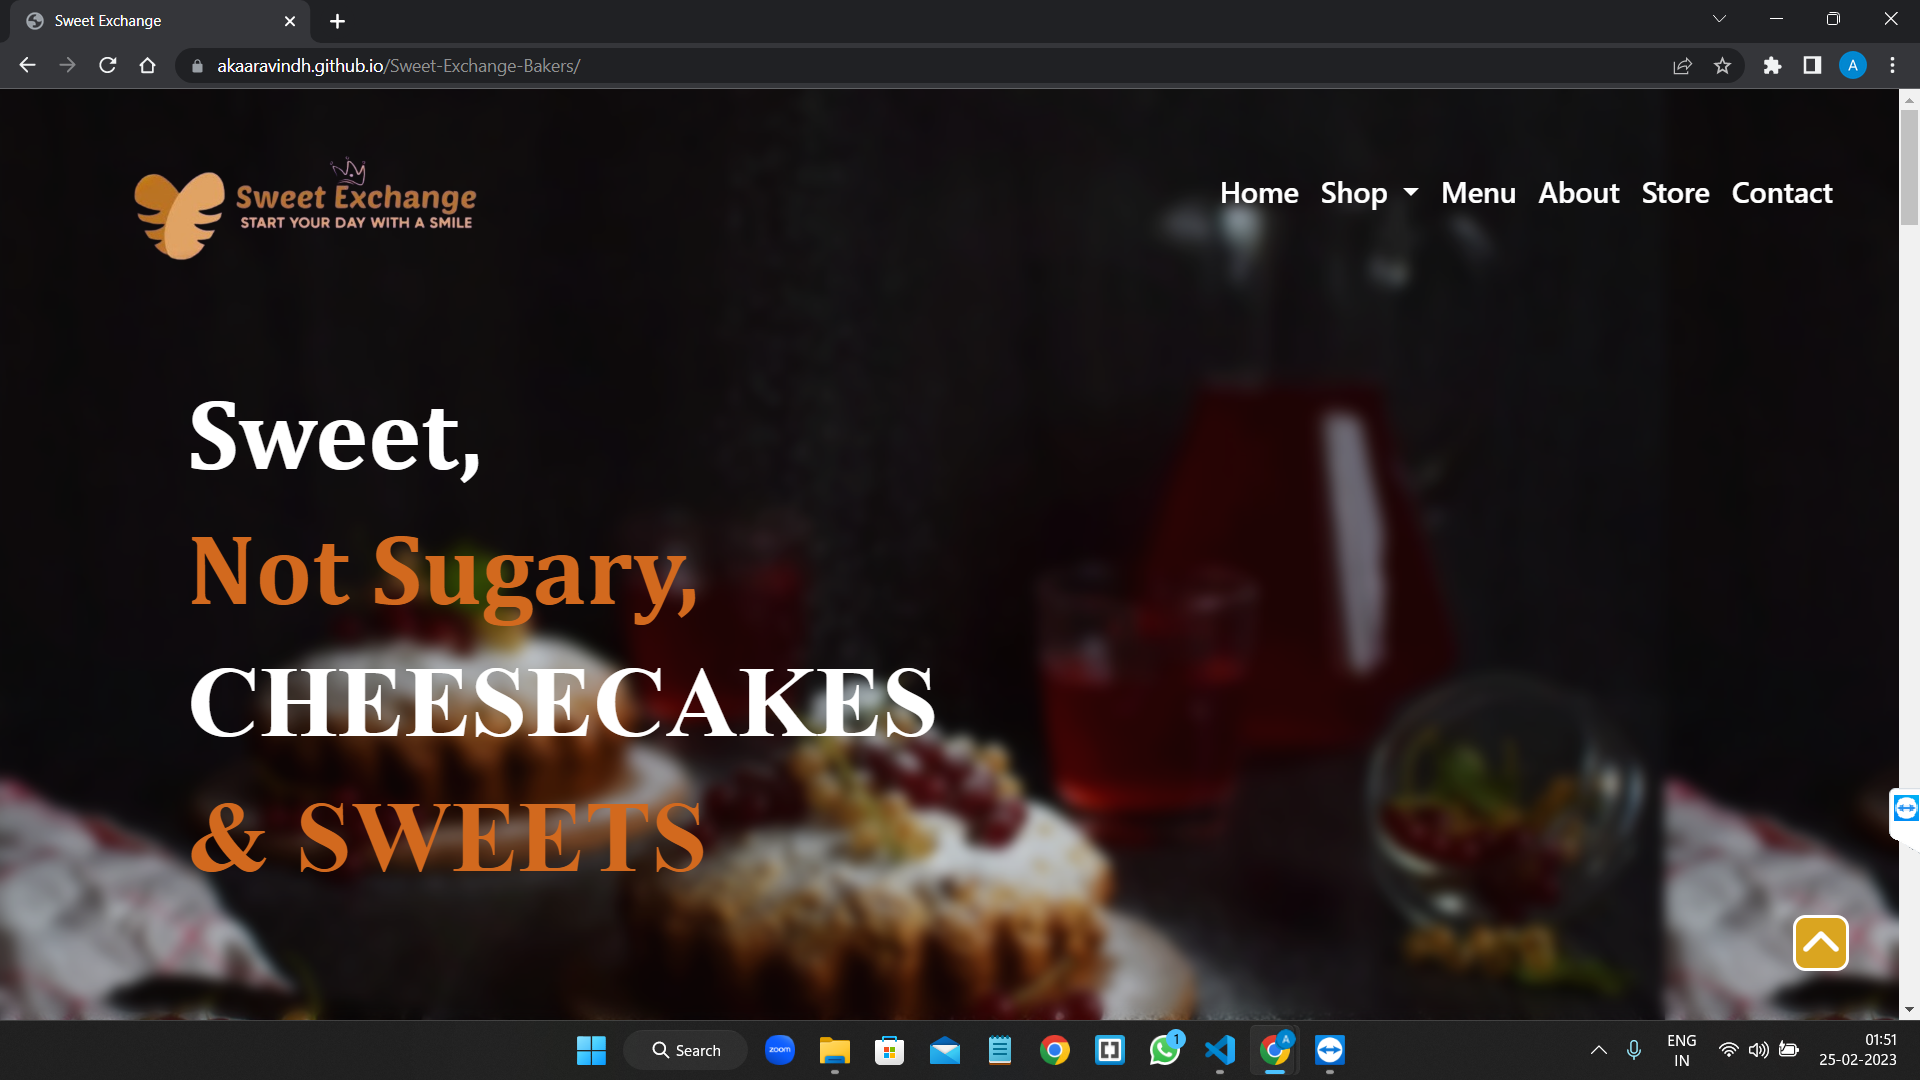 Sweet Exchange
akaaravindh.github.io/Sweet-Exchange-Bakers/
A
Sweet Exchange
START YOUR DAY WITH A SMILE
Home Shop Menu About Store Contact
Sweet,
Not Sugary,
CHEESECAKES
& SWEETS
Search
zoom
1
A
ENG
IN
01:51
25-02-2023